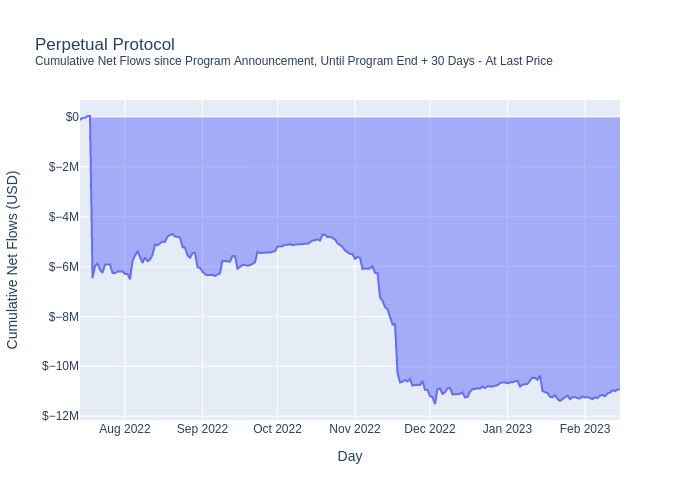 Perpetual Protocol
Cumulative Net Flows since Program Announcement, Until Program End + 30 Days - At Last Price
Cumulative Net Flows (USD)
$0
$−2M
$−4M
$−6M
$−8M
$−10M
$−12M
Aug 2022
Sep 2022
Oct 2022
Nov 2022
Dec 2022
Jan 2023
Feb 2023
Day